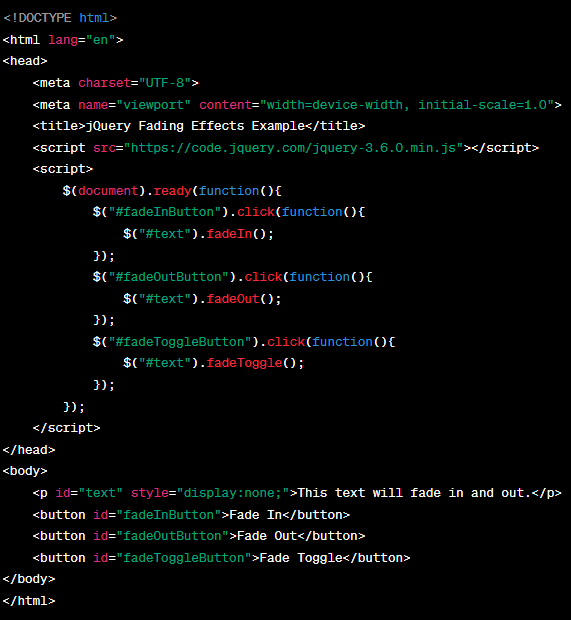 <!DOCTYPE html>
<html lang="en">
<head>
    <meta charset="UTF-8">
    <meta name="viewport" content="width=device-width, initial-scale=1.0">
    <title>jQuery Fading Effects Example</title>
    <script src="https://code.jquery.com/jquery-3.6.0.min.js"></script>
    <script>
        $(document).ready(function(){
            $("#fadeInButton").click(function(){
                $("#text").fadeIn();
            });
            $("#fadeOutButton").click(function(){
                $("#text").fadeOut();
            });
            $("#fadeToggleButton").click(function(){
                $("#text").fadeToggle();
            });
        });
    </script>
</head>
<body>
    <p id="text" style="display:none;">This text will fade in and out.</p>
    <button id="fadeInButton">Fade In</button>
    <button id="fadeOutButton">Fade Out</button>
    <button id="fadeToggleButton">Fade Toggle</button>
</body>
</html>